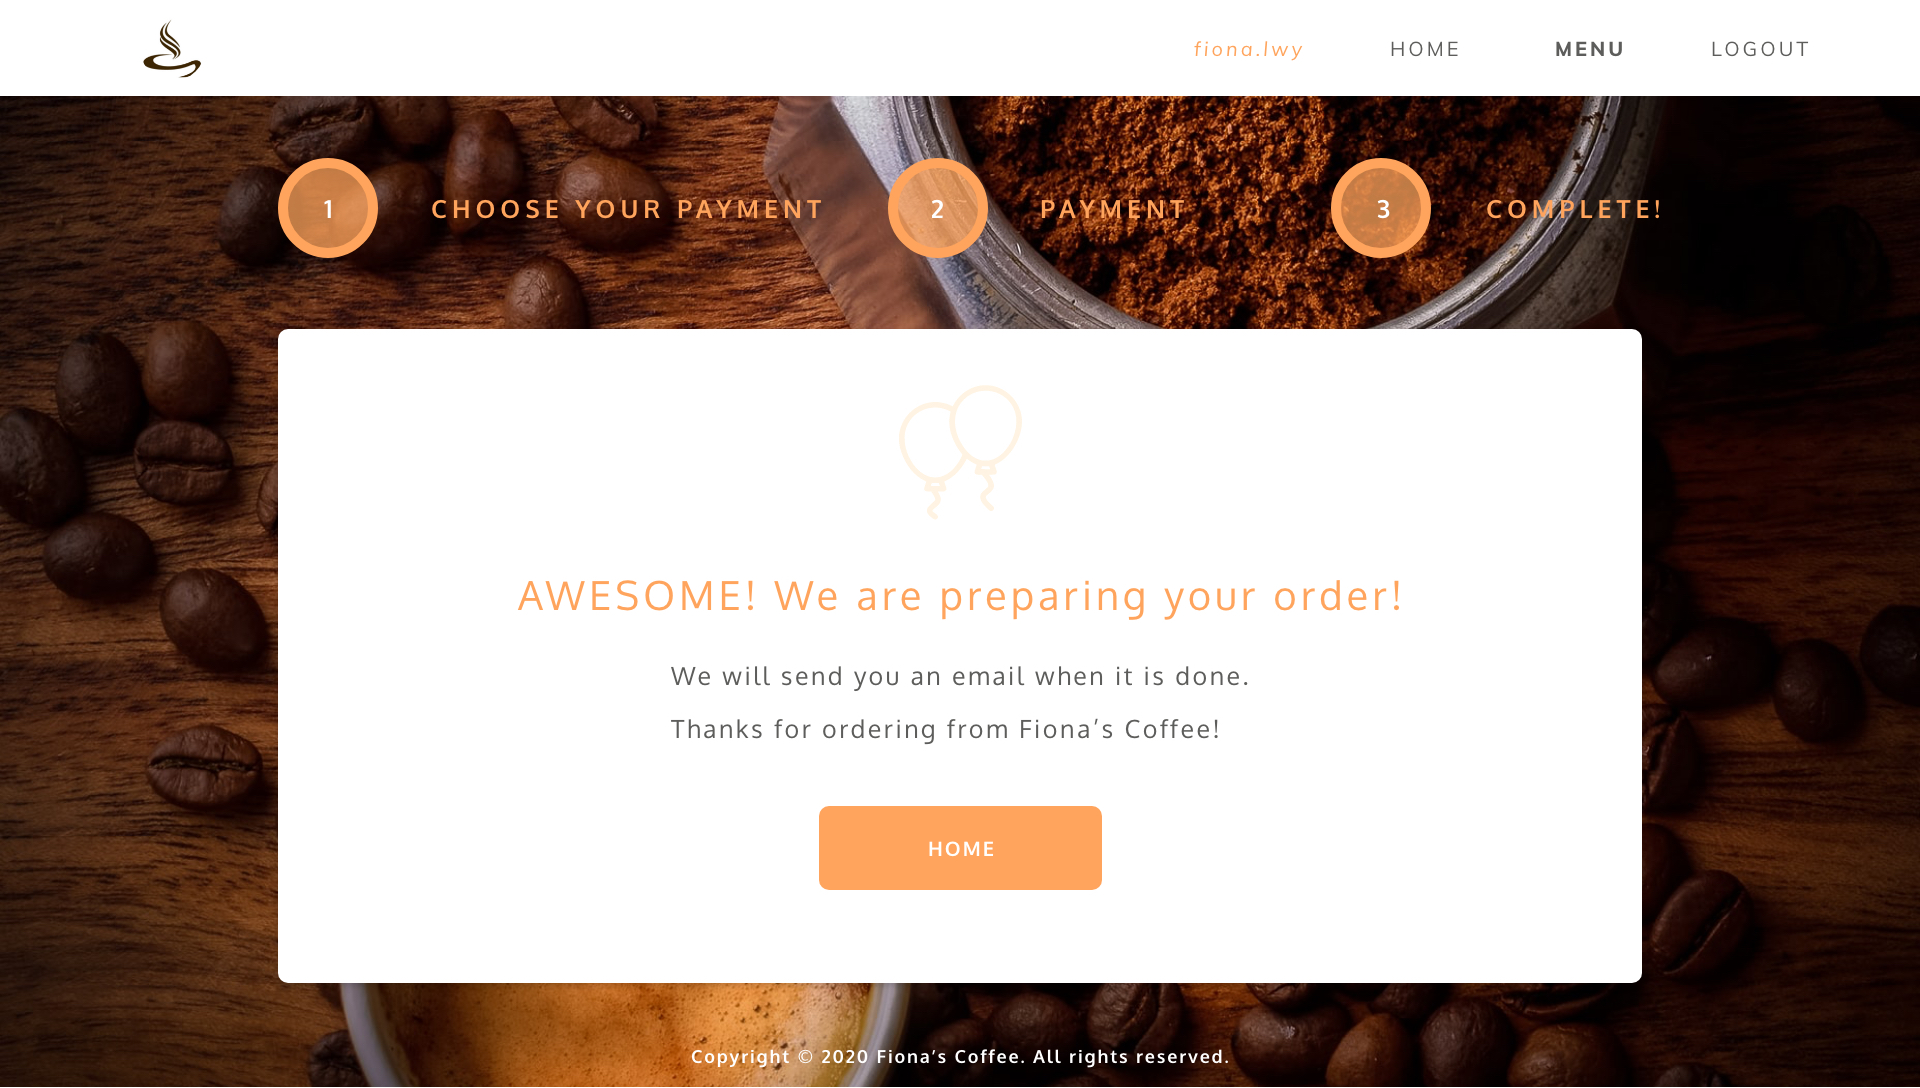 fiona.lwy HOME MENU LOGOUT
1 CHOOSE YOUR PAYMENT 2 PAYMENT 3 COMPLETE!
AWESOME! We are preparing your order!
We will send you an email when it is done.
Thanks for ordering from Fiona’s Coffee!
HOME
Copyright © 2020 Fiona’s Coffee. All rights reserved.